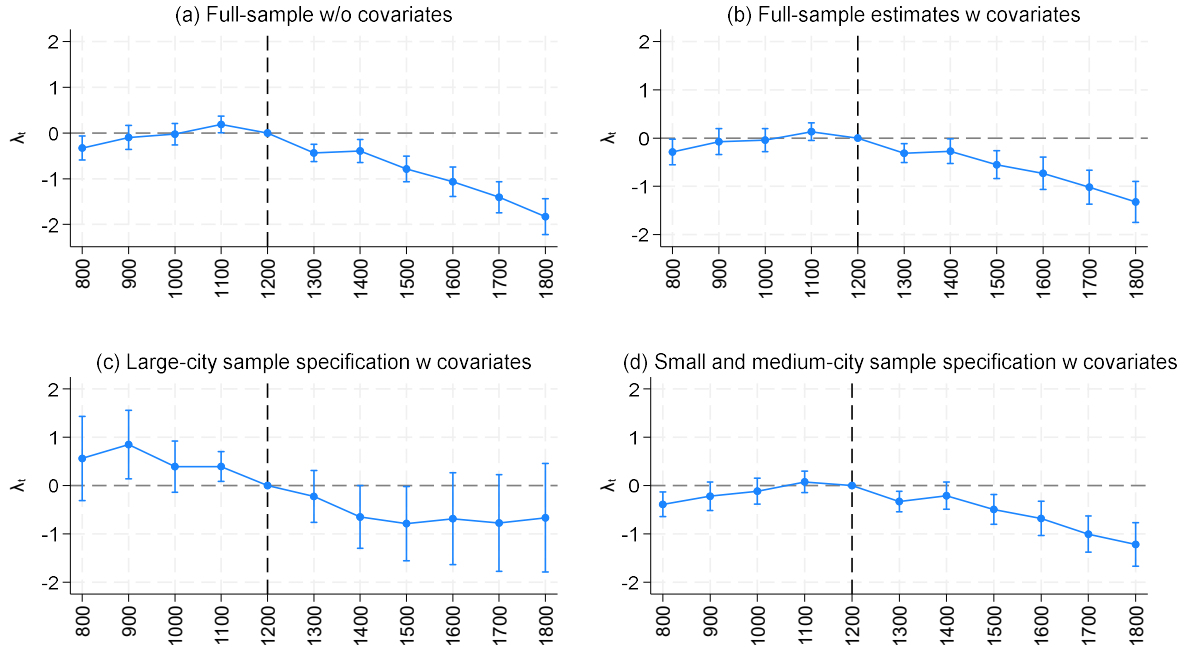 (a) Full-sample w/o covariates
2
1
0
-1
-2
λt
800 900 1000 1100 1200 1300 1400 1500 1600 1700 1800
(b) Full-sample estimates w covariates
2
1
0
-1
-2
λt
800 900 1000 1100 1200 1300 1400 1500 1600 1700 1800
(c) Large-city sample specification w covariates
2
1
0
-1
-2
λt
800 900 1000 1100 1200 1300 1400 1500 1600 1700 1800
(d) Small and medium-city sample specification w covariates
2
1
0
-1
-2
λt
800 900 1000 1100 1200 1300 1400 1500 1600 1700 1800